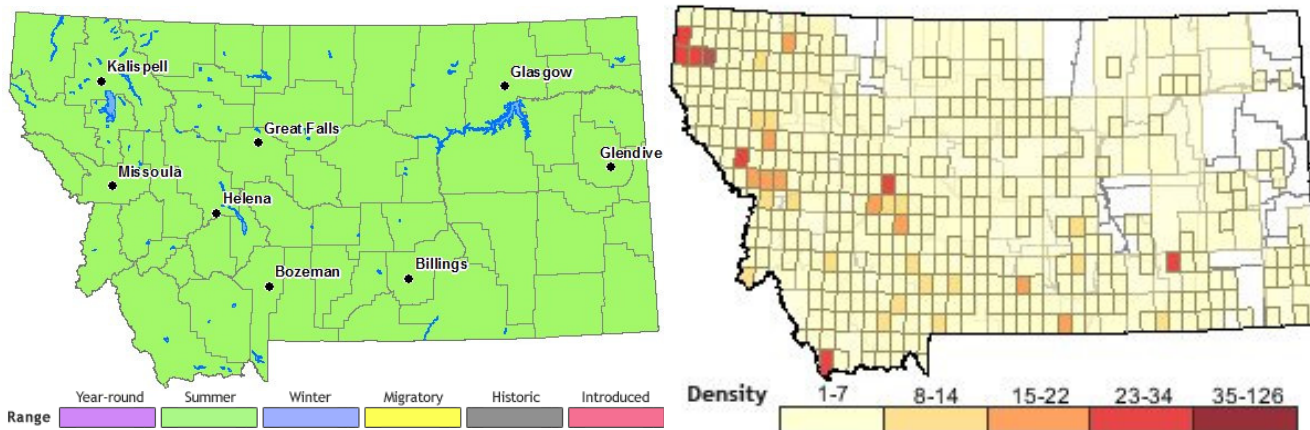 Kalispell
Glasgow
Great Falls
Glendive
Missoula
Helena
Bozeman
Billings
Range Year-round Summer Winter Migratory Historic Introduced
Density 1-7 8-14 15-22 23-34 35-126